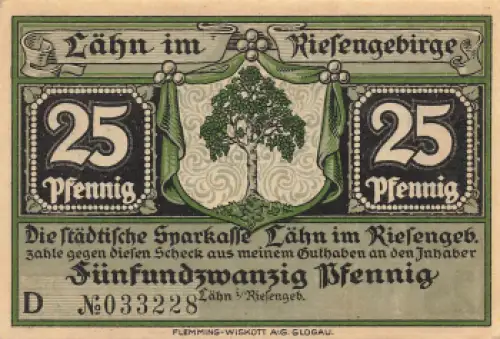 Lähn im Riesengebirge
25 Pfennig
25 Pfennig
Die städtische Sparkasse Lähn im Riesengeb.
zahle gegen diesen Scheck aus meinem Guthaben an den Inhaber
Fünfundzwanzig Pfennig
D №033228 Lähn i/Riesengeb.
FLEMMING-WISKOTT A.G. GLOGAU.